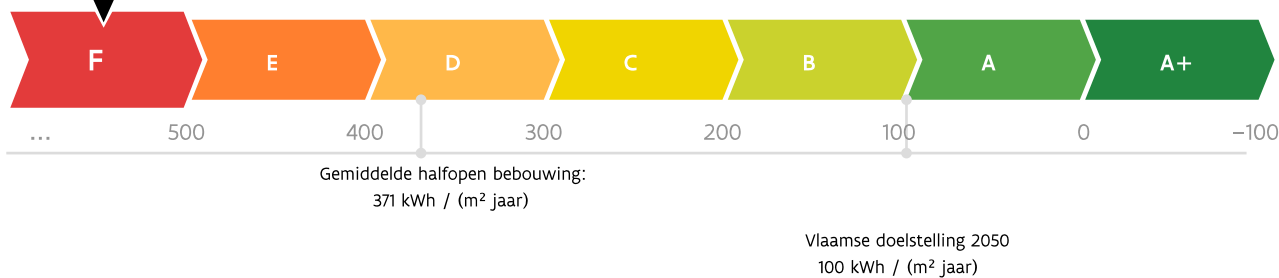 F E D C B A A+
... 500 400 300 200 100 0 −100
Gemiddelde halfopen bebouwing:
371 kWh / (m² jaar)
Vlaamse doelstelling 2050
100 kWh / (m² jaar)